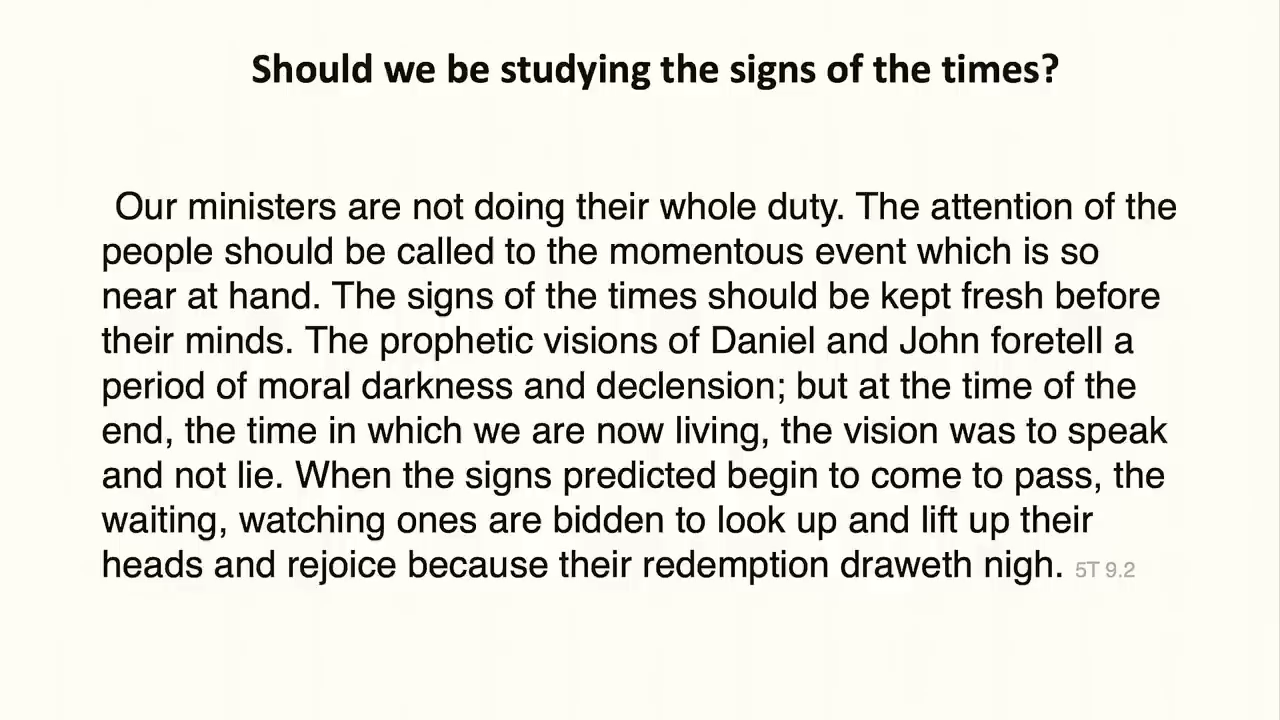 Should we be studying the signs of the times?
Our ministers are not doing their whole duty. The attention of the
people should be called to the momentous event which is so
near at hand. The signs of the times should be kept fresh before
their minds. The prophetic visions of Daniel and John foretell a
period of moral darkness and declension; but at the time of the
end, the time in which we are now living, the vision was to speak
and not lie. When the signs predicted begin to come to pass, the
waiting, watching ones are bidden to look up and lift up their
heads and rejoice because their redemption draweth nigh. 5T 9.2